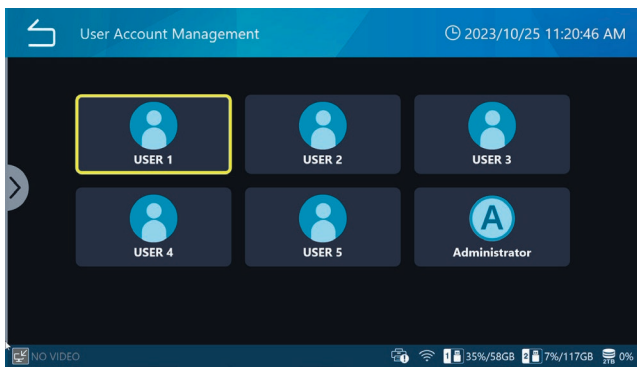 User Account Management
2023/10/25 11:20:46 AM
USER 1
USER 2
USER 3
USER 4
USER 5
A
Administrator
NO VIDEO
1 35%/58GB 2 7%/117GB 2TB 0%